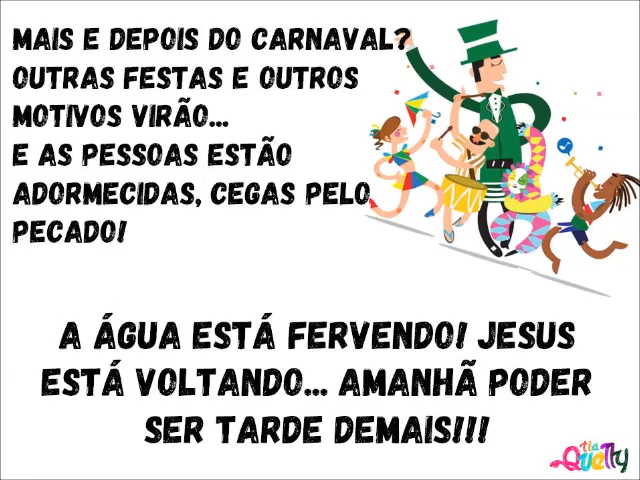 MAIS E DEPOIS DO CARNAVAL?
OUTRAS FESTAS E OUTROS
MOTIVOS VIRÃO...
E AS PESSOAS ESTÃO
ADORMECIDAS, CEGAS PELO
PECADO!
A ÁGUA ESTÁ FERVENDO! JESUS
ESTÁ VOLTANDO... AMANHÃ PODER
SER TARDE DEMAIS!!!
tia
Quetty